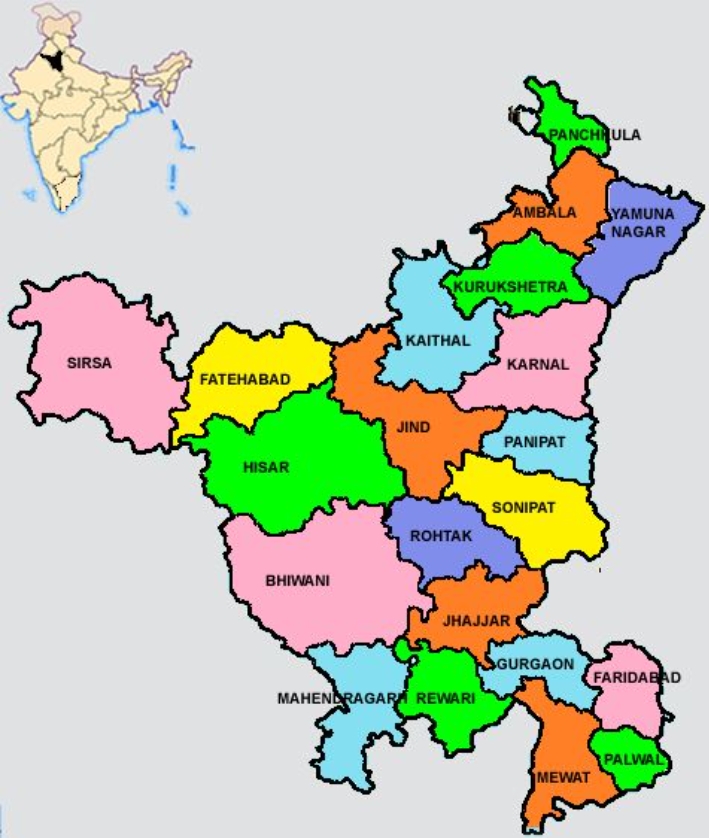 PANCHKULA
AMBALA
YAMUNA
NAGAR
KURUKSHETRA
KAITHAL
KARNAL
SIRSA
FATEHABAD
JIND
PANIPAT
HISAR
SONIPAT
ROHTAK
BHIWANI
JHAJJAR
GURGAON
FARIDABAD
MAHENDRAGARH
REWARI
PALWAL
MEWAT